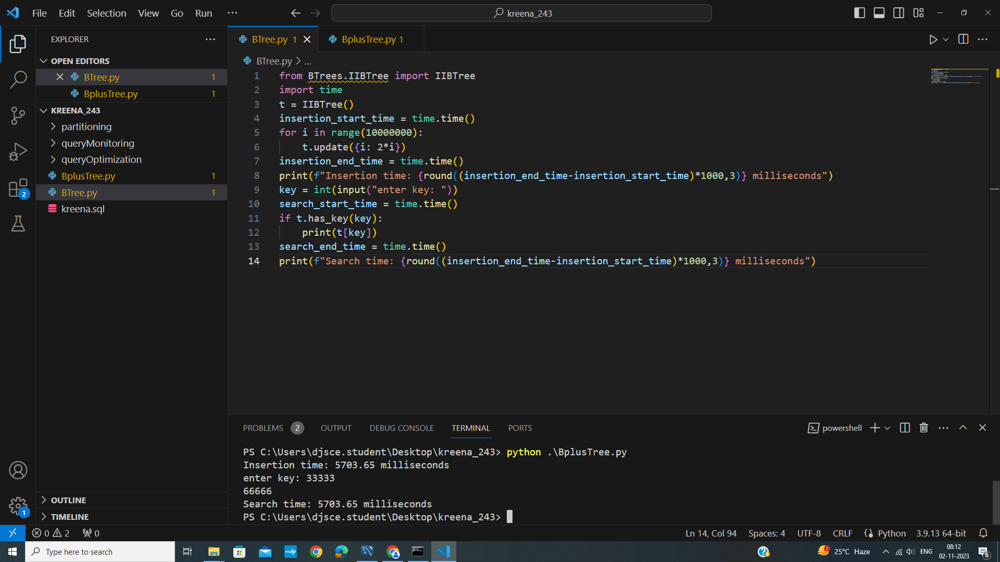 File Edit Selection View Go Run ···
kreena_243
EXPLORER
OPEN EDITORS
BTree.py 1
BplusTree.py 1
KREENA_243
partitioning
queryMonitoring
queryOptimization
BplusTree.py 1
BTree.py 1
kreena.sql
OUTLINE
TIMELINE
2
1
BTree.py 1
BplusTree.py 1
BTree.py > ...
1 from BTrees.IIBTree import IIBTree
2 import time
3 t = IIBTree()
4 insertion_start_time = time.time()
5 for i in range(10000000):
6     t.update({i: 2*i})
7 insertion_end_time = time.time()
8 print(f"Insertion time: {round((insertion_end_time-insertion_start_time)*1000,3)} milliseconds")
9 key = int(input("enter key: "))
10 search_start_time = time.time()
11 if t.has_key(key):
12     print(t[key])
13 search_end_time = time.time()
14 print(f"Search time: {round((insertion_end_time-insertion_start_time)*1000,3)} milliseconds")
PROBLEMS 2 OUTPUT DEBUG CONSOLE TERMINAL PORTS
powershell
PS C:\Users\djsce.student\Desktop\kreena_243> python .\BplusTree.py
Insertion time: 5703.65 milliseconds
enter key: 33333
66666
Search time: 5703.65 milliseconds
PS C:\Users\djsce.student\Desktop\kreena_243>
0 2 0
Ln 14, Col 94 Spaces: 4 UTF-8 CRLF Python 3.9.13 64-bit
Type here to search
myhp
1
25°C Haze
ENG
08:12
02-11-2023
6